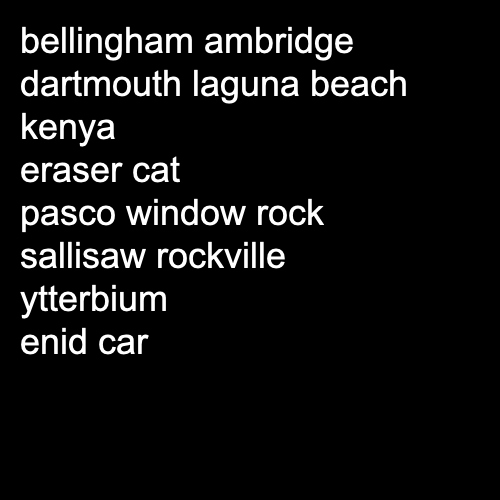 bellingham ambridge
dartmouth laguna beach
kenya
eraser cat
pasco window rock
sallisaw rockville
ytterbium
enid car